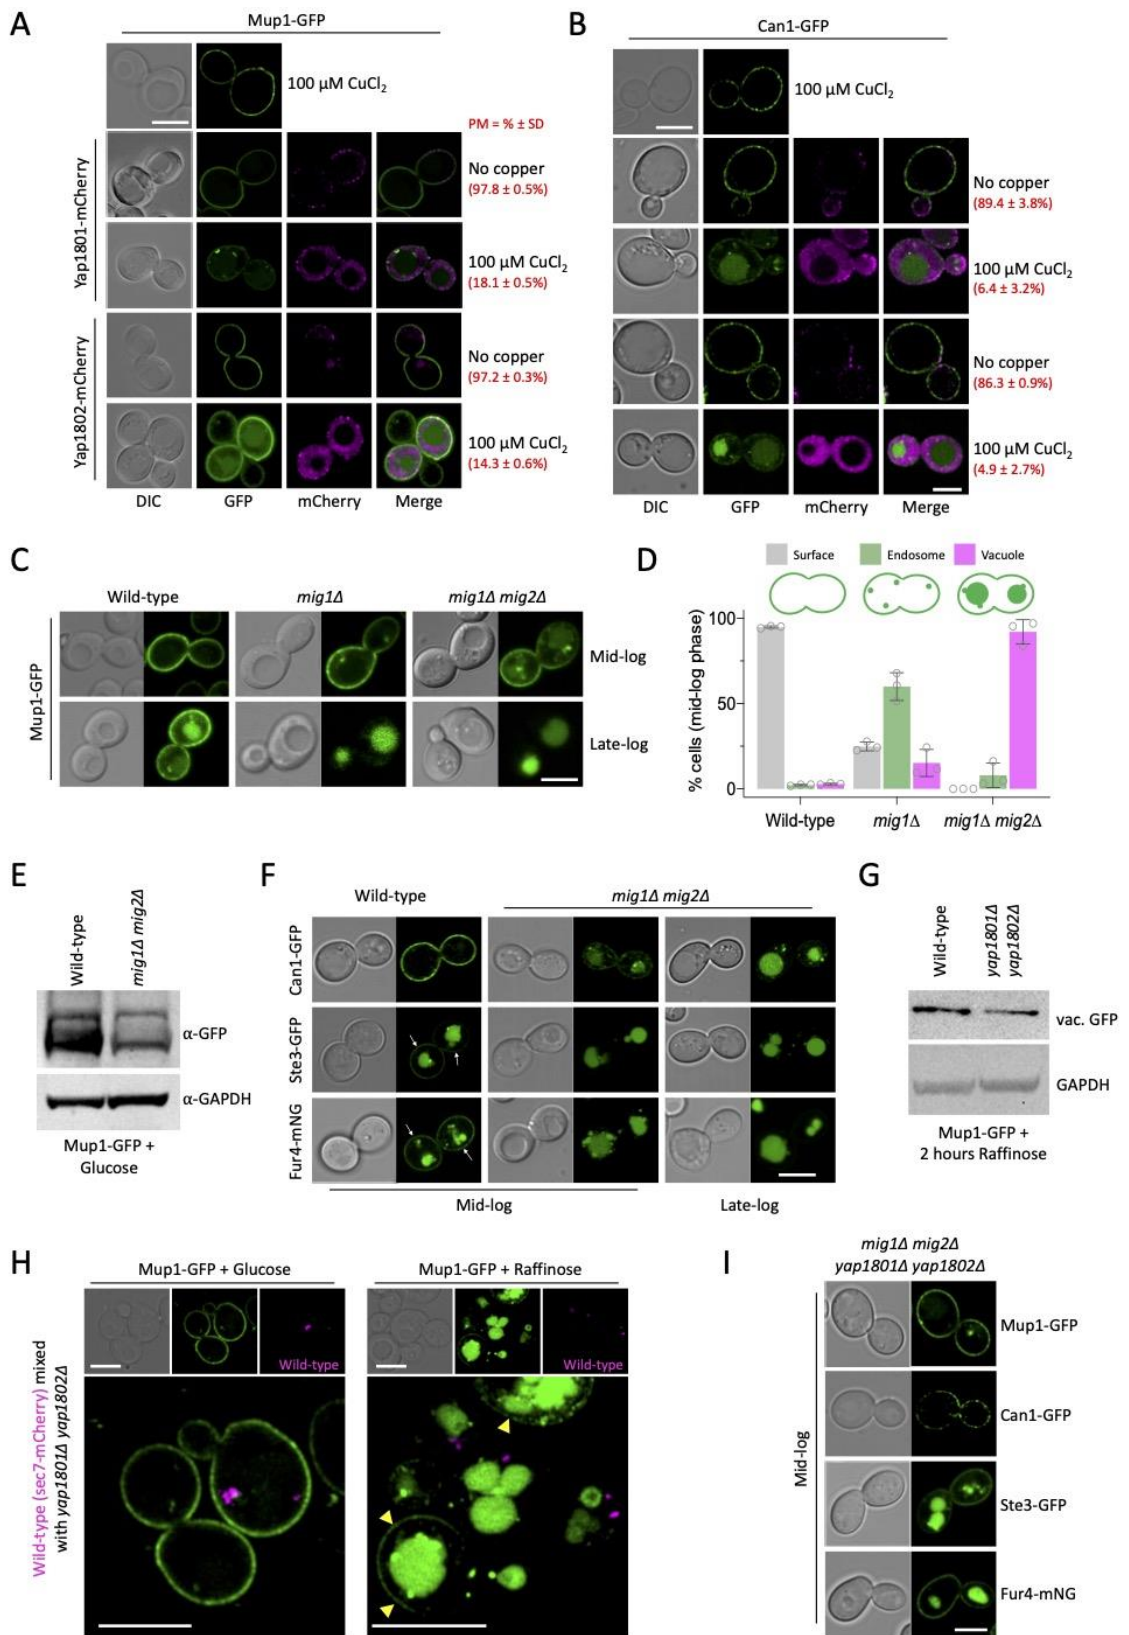 A
Mup1-GFP
100 µM CuCl2
PM = % ± SD
Yap1801-mCherry
No copper
(97.8 ± 0.5%)
100 µM CuCl2
(18.1 ± 0.5%)
Yap1802-mCherry
No copper
(97.2 ± 0.3%)
100 µM CuCl2
(14.3 ± 0.6%)
DIC GFP mCherry Merge
B
Can1-GFP
100 µM CuCl2
No copper
(89.4 ± 3.8%)
100 µM CuCl2
(6.4 ± 3.2%)
No copper
(86.3 ± 0.9%)
100 µM CuCl2
(4.9 ± 2.7%)
DIC GFP mCherry Merge
C
Wild-type mig1Δ mig1Δ mig2Δ
Mup1-GFP
Mid-log
Late-log
D
Surface Endosome Vacuole
% cells (mid-log phase)
100
50
0
Wild-type mig1Δ mig1Δ mig2Δ
E
Wild-type
mig1Δ mig2Δ
α-GFP
α-GAPDH
Mup1-GFP +
Glucose
F
Wild-type mig1Δ mig2Δ
Can1-GFP
Ste3-GFP
Fur4-mNG
Mid-log Late-log
G
Wild-type
yap1801Δ
yap1802Δ
vac. GFP
GAPDH
Mup1-GFP +
2 hours Raffinose
H
Mup1-GFP + Glucose Mup1-GFP + Raffinose
Wild-type
Wild-type
Wild-type (sec7-mCherry) mixed
with yap1801Δ yap1802Δ
I
mig1Δ mig2Δ
yap1801Δ yap1802Δ
Mid-log
Mup1-GFP
Can1-GFP
Ste3-GFP
Fur4-mNG